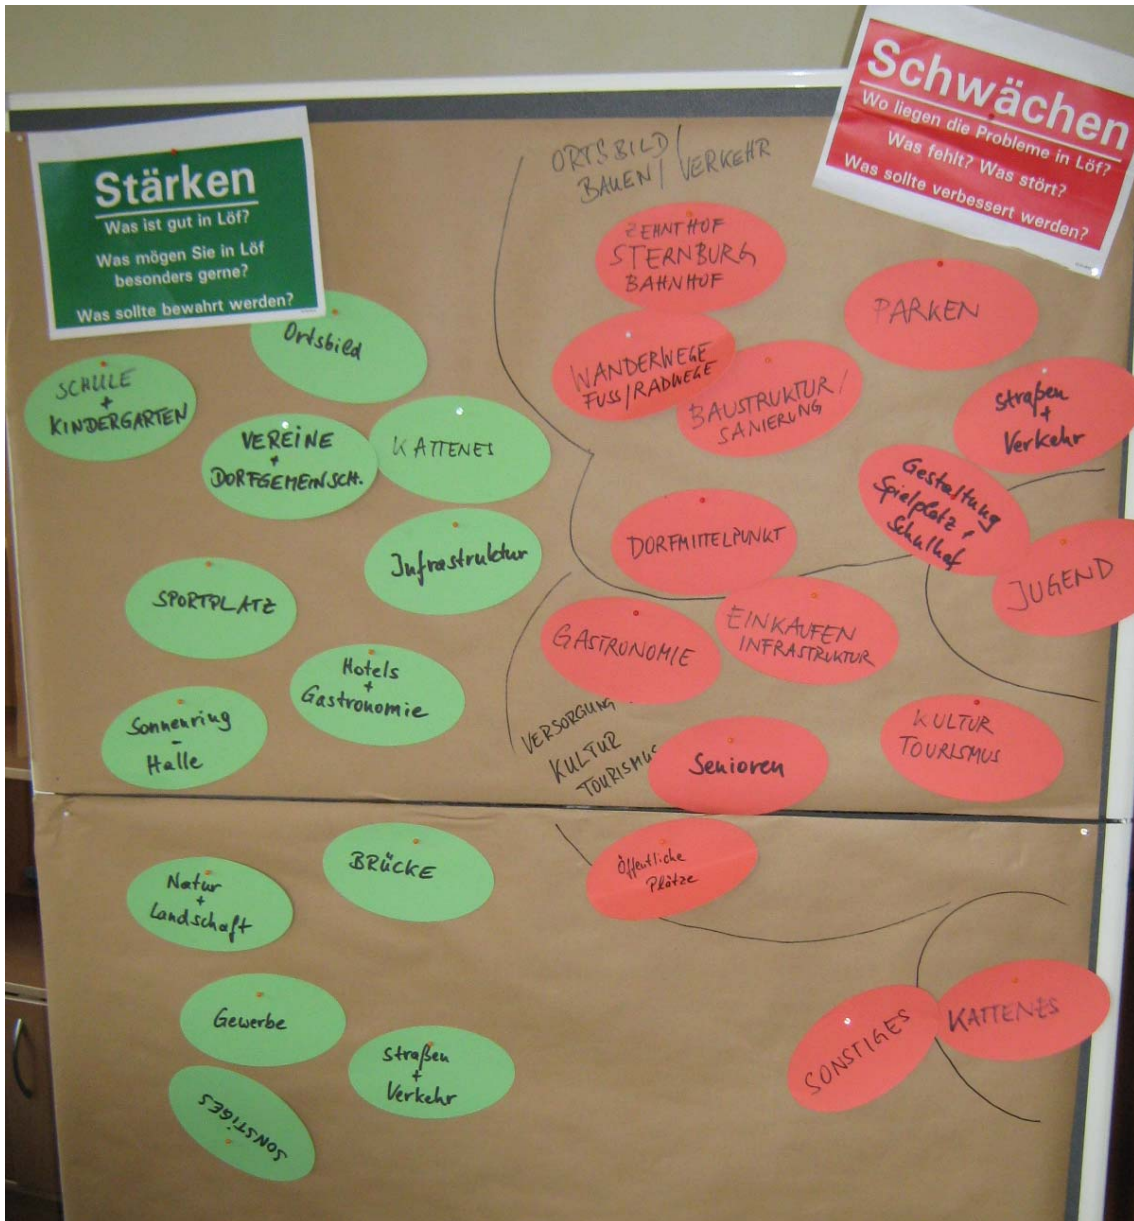 Stärken
Was ist gut in Löf?
Was mögen Sie in Löf
besonders gerne?
Was sollte bewahrt werden?
Schwächen
Wo liegen die Probleme in Löf?
Was fehlt? Was stört?
Was sollte verbessert werden?
Ortsbild
SCHULE
+
KINDERGARTEN
VEREINE
+
DORFGEMEINSCH.
KATTENES
Infrastruktur
SPORTPLATZ
Hotels
+
Gastronomie
Sonnenring
-
Halle
BRÜCKE
Natur
+
Landschaft
Gewerbe
Straßen
+
Verkehr
SONSTIGES
ORTSBILD/
BAUEN/ VERKEHR
ZEHNTHOF
STERNBURG
BAHNHOF
PARKEN
WANDERWEGE
FUSS/RADWEGE
BAUSTRUKTUR/
SANIERUNG
Straßen
+
Verkehr
Gestaltung
Spielplatz +
Schulhof
DORFMITTELPUNKT
JUGEND
GASTRONOMIE
EINKAUFEN
INFRASTRUKTUR
VERSORGUNG
KULTUR
TOURISMUS
Senioren
KULTUR
TOURISMUS
Öffentliche
Plätze
SONSTIGES
KATTENES